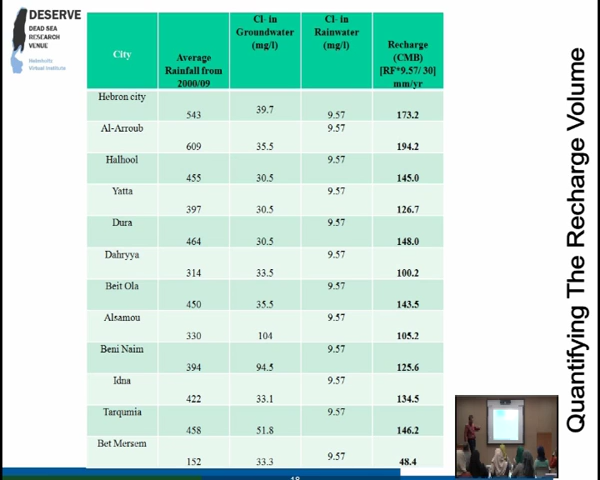 DESERVE
DEAD SEA
RESEARCH
VENUE
Helmholtz
Virtual Institute
Quantifying The Recharge Volume
City
Average
Rainfall from
2000/09
Cl- in
Groundwater
(mg/l)
Cl- in
Rainwater
(mg/l)
Recharge
(CMB)
[RF*9.57/ 30]
mm/yr
Hebron city 543 39.7 9.57 173.2
Al-Arroub 609 35.5 9.57 194.2
Halhool 455 30.5 9.57 145.0
Yatta 397 30.5 9.57 126.7
Dura 464 30.5 9.57 148.0
Dahryya 314 33.5 9.57 100.2
Beit Ola 450 35.5 9.57 143.5
Alsamou 330 104 9.57 105.2
Beni Naim 394 94.5 9.57 125.6
Idna 422 33.1 9.57 134.5
Tarqumia 458 51.8 9.57 146.2
Bet Mersem 152 33.3 9.57 48.4